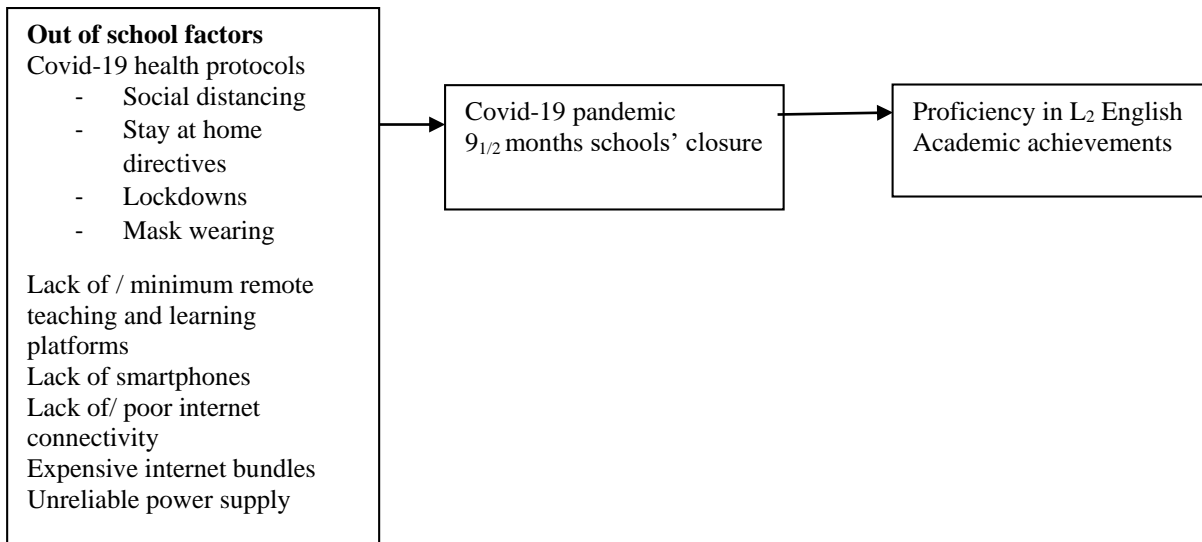 Out of school factors
Covid-19 health protocols
- Social distancing
- Stay at home
directives
- Lockdowns
- Mask wearing
Lack of / minimum remote
teaching and learning
platforms
Lack of smartphones
Lack of/ poor internet
connectivity
Expensive internet bundles
Unreliable power supply
Covid-19 pandemic
9₁/₂ months schools’ closure
Proficiency in L₂ English
Academic achievements